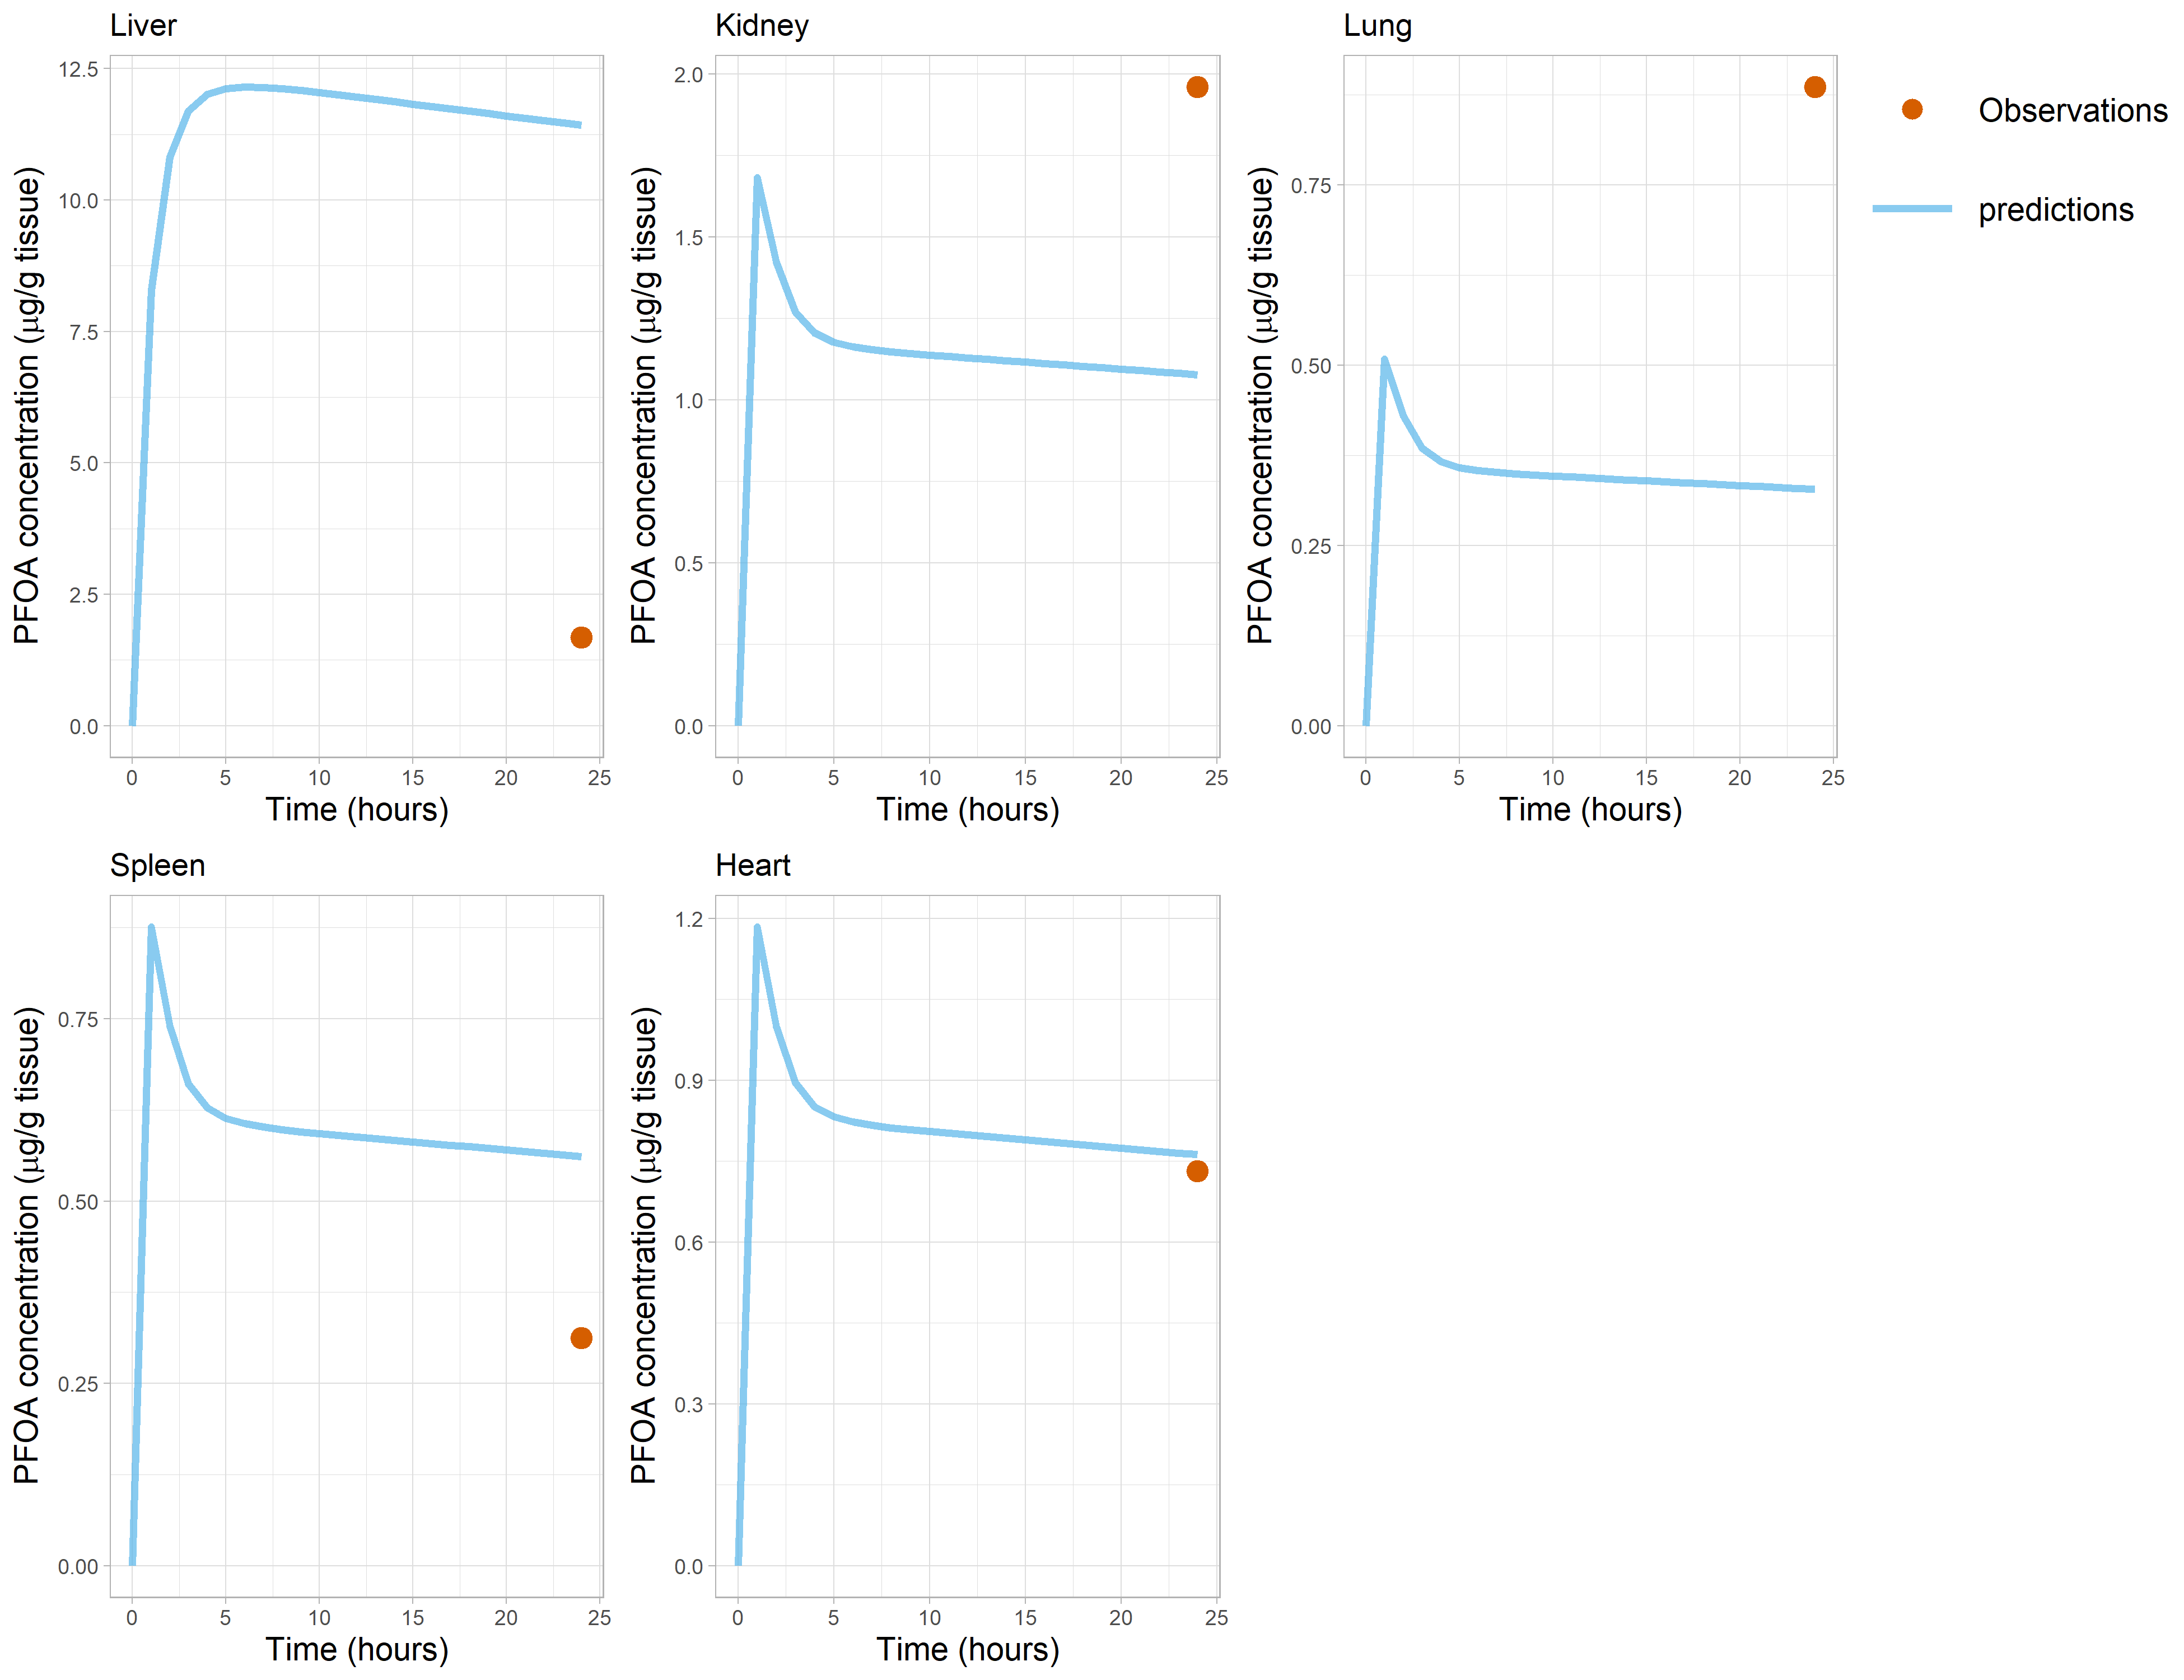 Liver
PFOA concentration (μg/g tissue)
12.5
10.0
7.5
5.0
2.5
0.0
0 5 10 15 20 25
Time (hours)
Kidney
PFOA concentration (μg/g tissue)
2.0
1.5
1.0
0.5
0.0
0 5 10 15 20 25
Time (hours)
Lung
PFOA concentration (μg/g tissue)
0.75
0.50
0.25
0.00
0 5 10 15 20 25
Time (hours)
Observations
predictions
Spleen
PFOA concentration (μg/g tissue)
0.75
0.50
0.25
0.00
0 5 10 15 20 25
Time (hours)
Heart
PFOA concentration (μg/g tissue)
1.2
0.9
0.6
0.3
0.0
0 5 10 15 20 25
Time (hours)